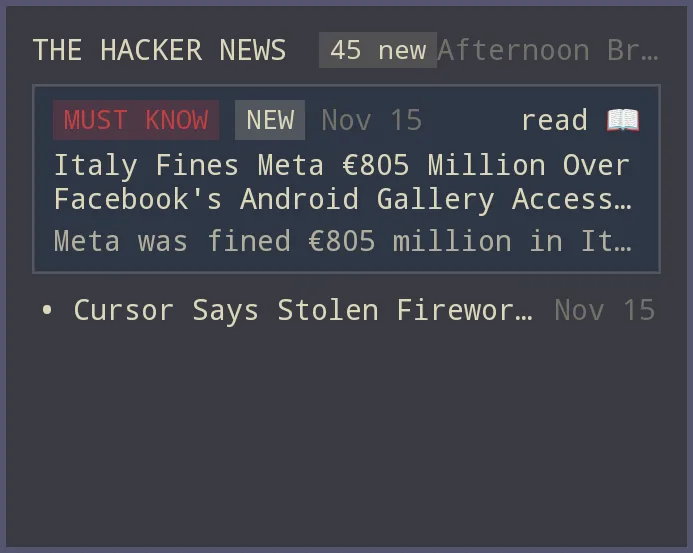 THE HACKER NEWS 45 new Afternoon Br…
MUST KNOW NEW Nov 15 read 📖
Italy Fines Meta €805 Million Over
Facebook's Android Gallery Access…
Meta was fined €805 million in It…
• Cursor Says Stolen Firewor… Nov 15